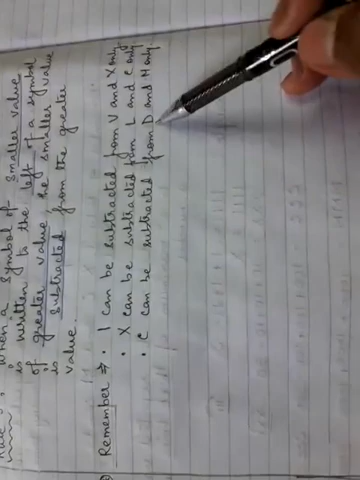 when a symbol of smaller value
is written to the left of a symbol
of greater value, the smaller value
is subtracted from the greater
value.
Remember ⇒ • I can be subtracted from V and X only
• X can be subtracted from L and C only
• C can be subtracted from D and M only.